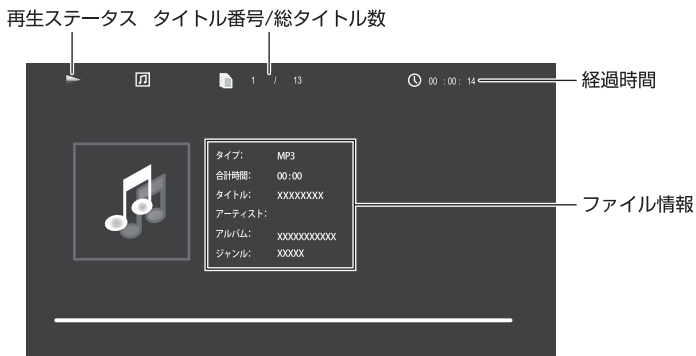 再生ステータス タイトル番号/総タイトル数
1 / 13
00 : 00 : 14
経過時間
タイプ: MP3
合計時間: 00:00
タイトル: XXXXXXXX
アーティスト:
アルバム: XXXXXXXXXXX
ジャンル: XXXXX
ファイル情報